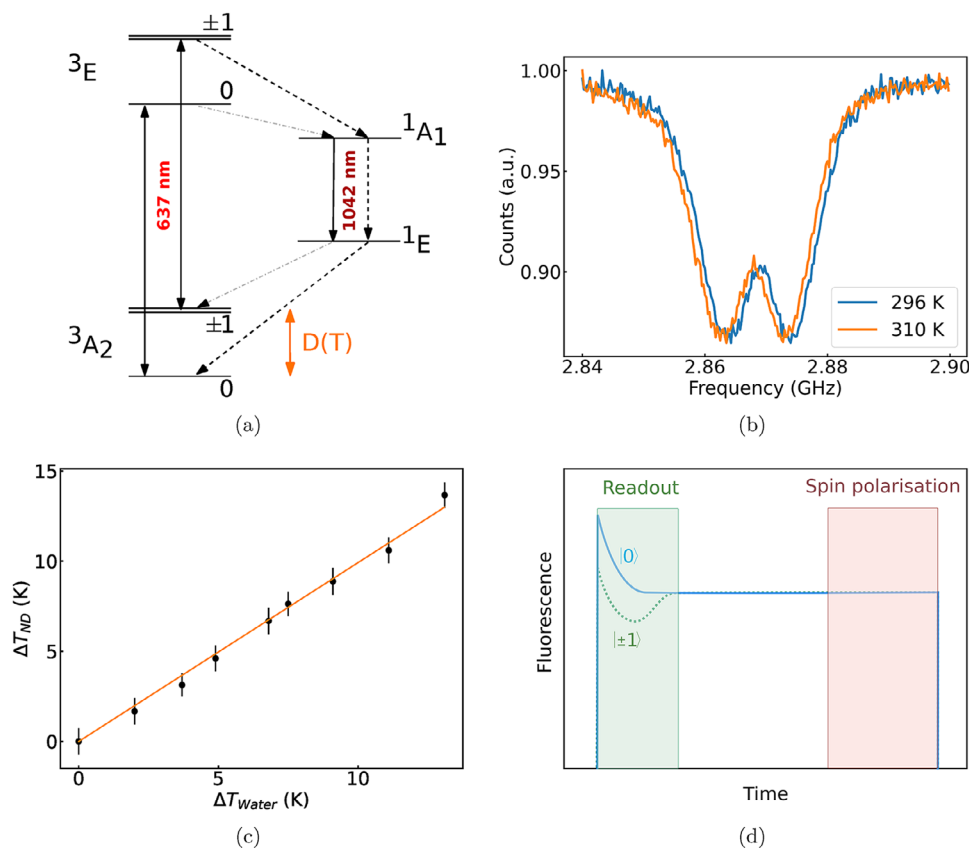 ±1
³E
0
¹A₁
637 nm
1042 nm
¹E
±1
³A₂
D(T)
0
(a)
1.00
0.95
0.90
Counts (a.u.)
296 K
310 K
2.84
2.86
2.88
2.90
Frequency (GHz)
(b)
15
10
5
0
ΔT_ND (K)
0
5
10
ΔT_Water (K)
(c)
Readout
Spin polarisation
|0⟩
|±1⟩
Fluorescence
Time
(d)